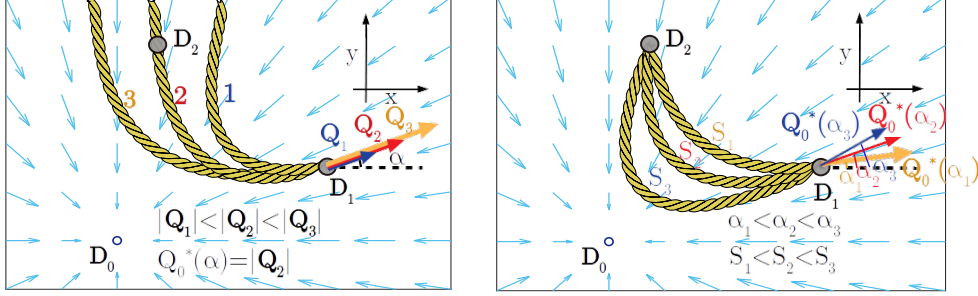 D₂
y
x
3
2
1
Q₁
Q₂
Q₃
α
D₁
|Q₁|<|Q₂|<|Q₃|
D₀
Q₀*(α)=|Q₂|
D₂
y
x
Q₀*(α₃)
Q₀*(α₂)
S₁
S₂
S₃
α₁
α₂
α₃
Q₀*(α₁)
D₁
α₁<α₂<α₃
D₀
S₁<S₂<S₃